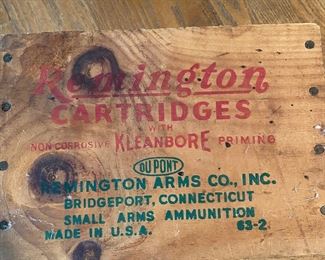 Remington
CARTRIDGES
WITH
NON CORROSIVE KLEANBORE PRIMING
DU PONT
REMINGTON ARMS CO., INC.
BRIDGEPORT, CONNECTICUT
SMALL ARMS AMMUNITION
MADE IN U.S.A. 63-2